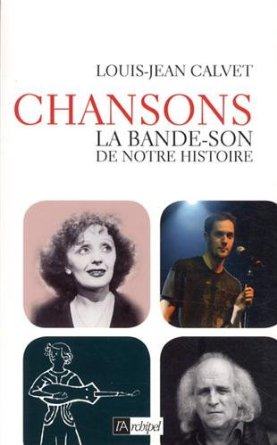 LOUIS-JEAN CALVET
CHANSONS
LA BANDE-SON
DE NOTRE HISTOIRE
l'Archipel